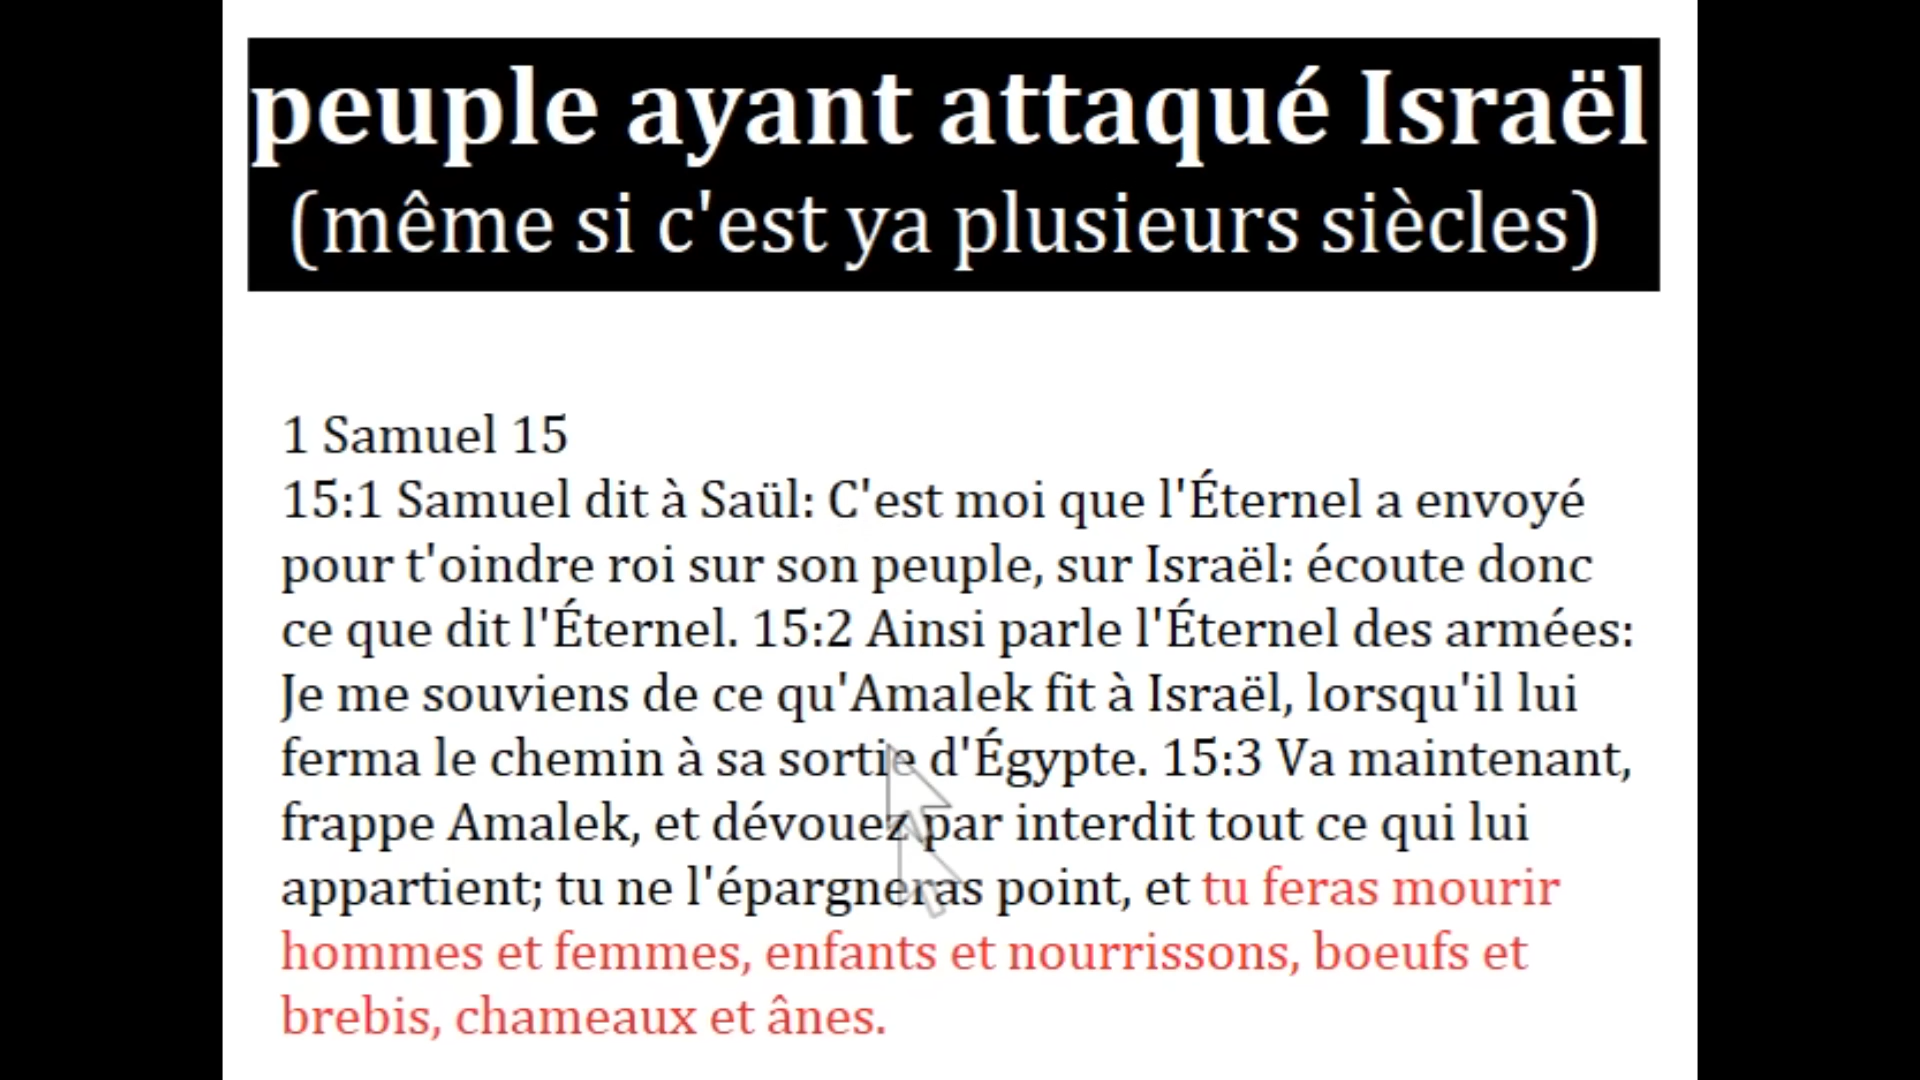 peuple ayant attaqué Israël
(même si c'est ya plusieurs siècles)
1 Samuel 15
15:1 Samuel dit à Saül: C'est moi que l'Éternel a envoyé
pour t'oindre roi sur son peuple, sur Israël: écoute donc
ce que dit l'Éternel. 15:2 Ainsi parle l'Éternel des armées:
Je me souviens de ce qu'Amalek fit à Israël, lorsqu'il lui
ferma le chemin à sa sortie d'Égypte. 15:3 Va maintenant,
frappe Amalek, et dévouez par interdit tout ce qui lui
appartient; tu ne l'épargneras point, et tu feras mourir
hommes et femmes, enfants et nourrissons, boeufs et
brebis, chameaux et ânes.